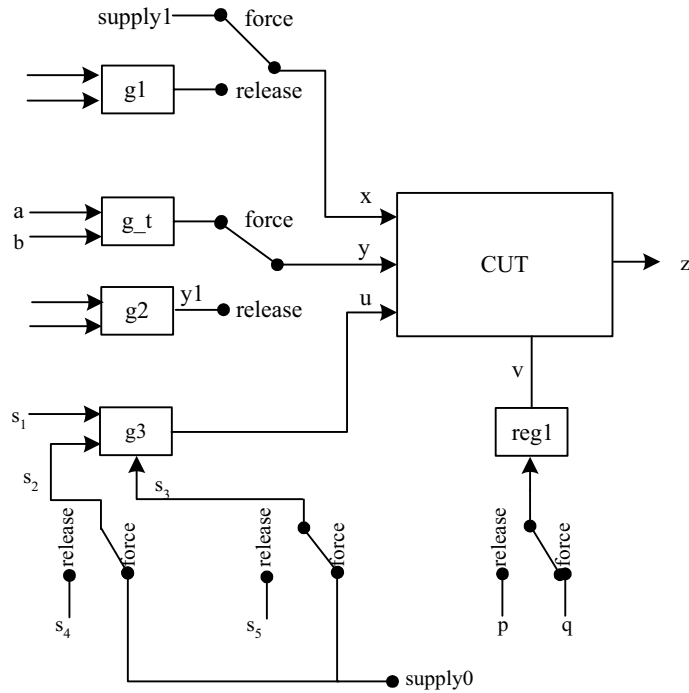 supply1
force
g1
release
x
a
b
g_t
force
y
CUT
z
g2
y1
release
u
v
s₁
g3
reg1
s₂
s₃
release
force
release
force
release
force
s₄
s₅
p
q
supply0